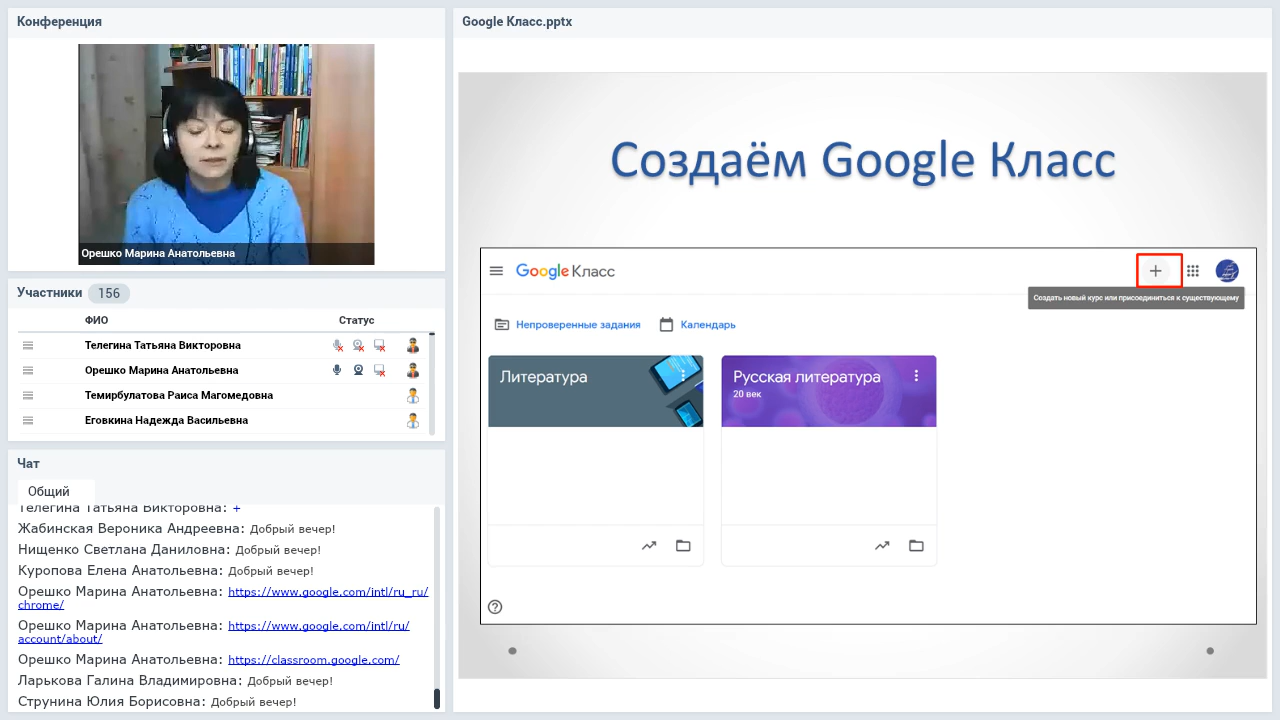 Конференция
Орешко Марина Анатольевна
Участники 156
ФИО Статус
Телегина Татьяна Викторовна
Орешко Марина Анатольевна
Темирбулатова Раиса Магомедовна
Еговкина Надежда Васильевна
Чат
Общий
Телегина Татьяна Викторовна: +
Жабинская Вероника Андреевна: Добрый вечер!
Нищенко Светлана Даниловна: Добрый вечер!
Куропова Елена Анатольевна: Добрый вечер!
Орешко Марина Анатольевна: https://www.google.com/intl/ru_ru/
chrome/
Орешко Марина Анатольевна: https://www.google.com/intl/ru/
account/about/
Орешко Марина Анатольевна: https://classroom.google.com/
Ларькова Галина Владимировна: Добрый вечер!
Струнина Юлия Борисовна: Добрый вечер!
Google Класс.pptx
Создаём Google Класс
Google Класс
Создать новый курс или присоединиться к существующему
Непроверенные задания Календарь
Литература
Русская литература
20 век